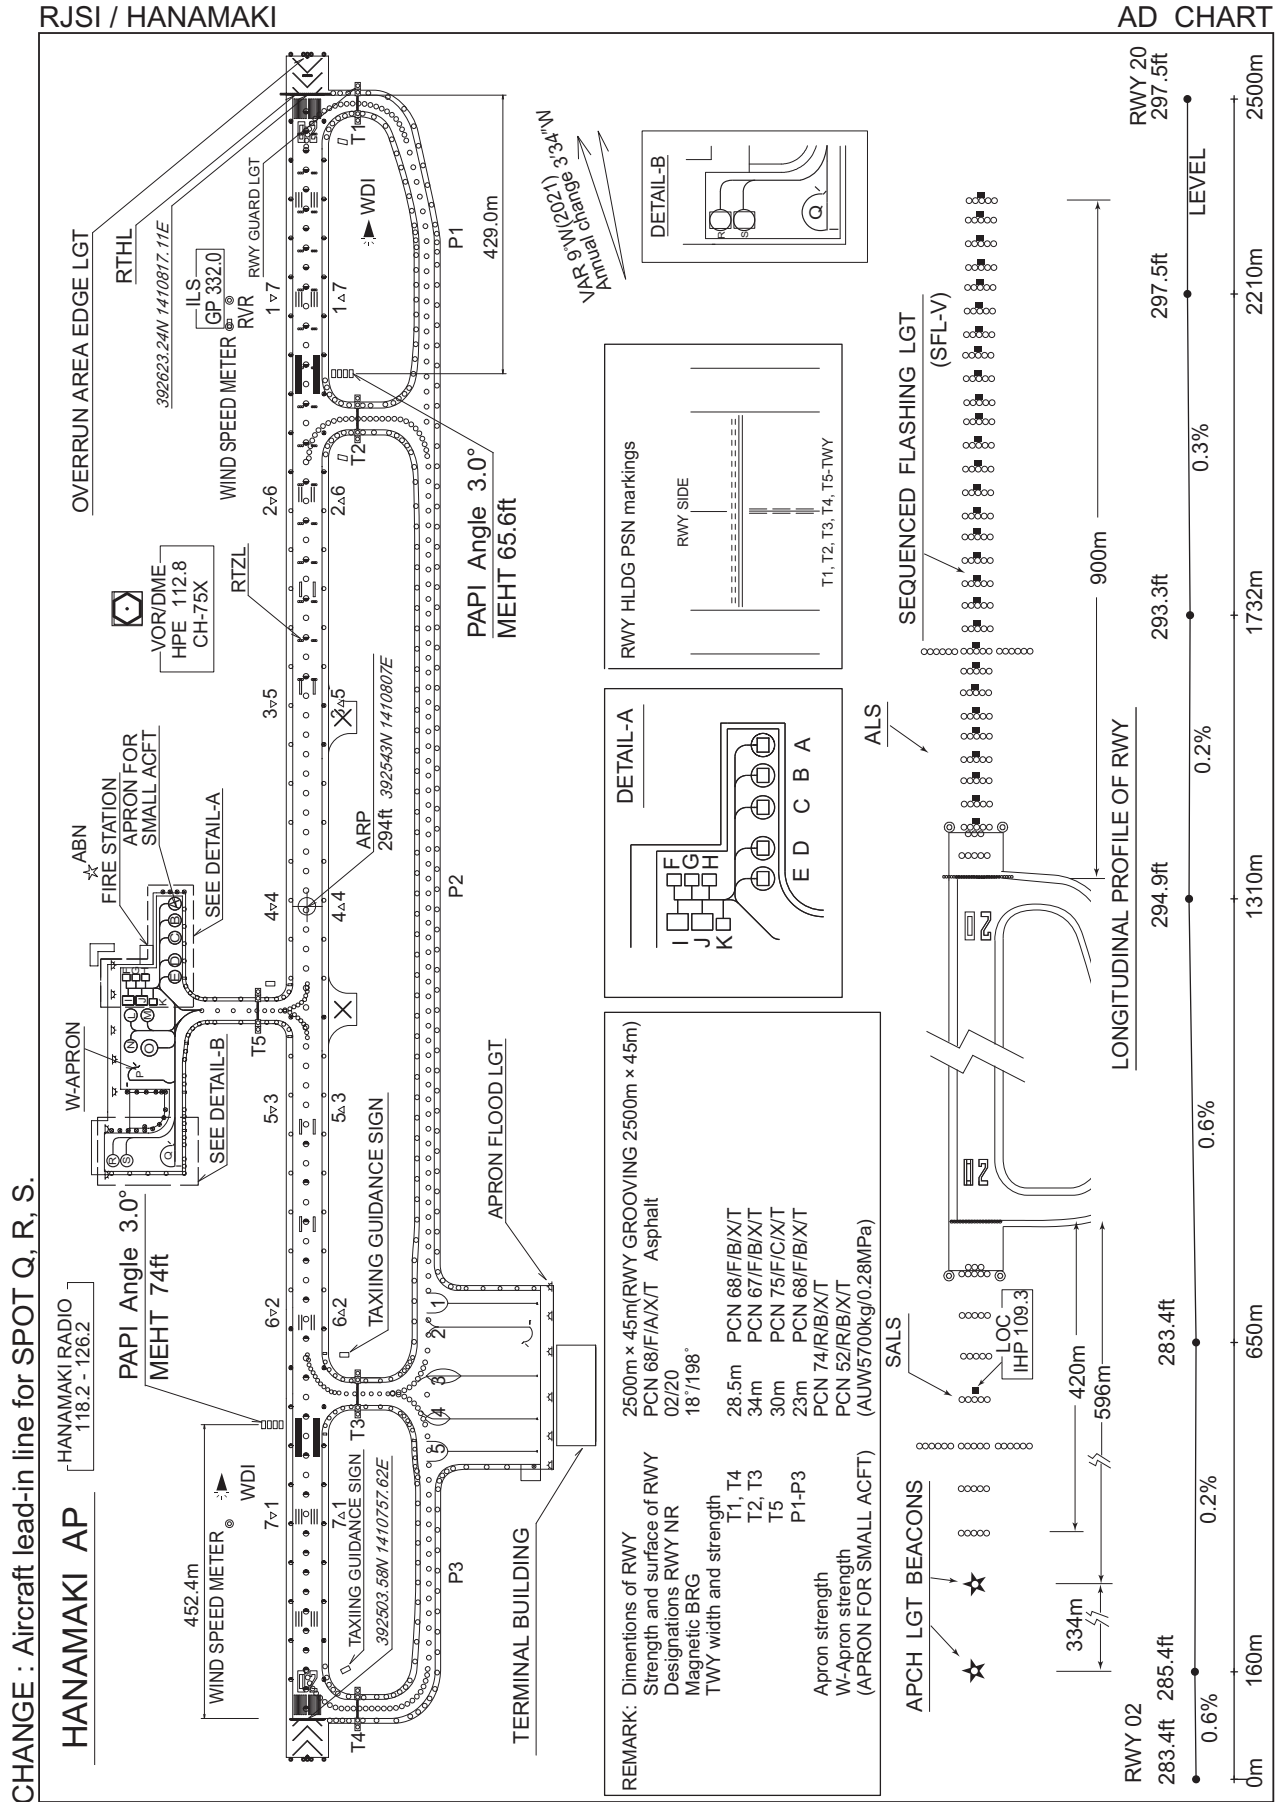 RJSI / HANAMAKI
AD CHART
CHANGE : Aircraft lead-in line for SPOT Q, R, S.
HANAMAKI AP
HANAMAKI RADIO
118.2 - 126.2
PAPI Angle 3.0°
MEHT 74ft
452.4m
WIND SPEED METER
WDI
7 1
6 2
5 3
4 4
3 5
2 6
1 7
W-APRON
SEE DETAIL-B
ABN
FIRE STATION
APRON FOR
SMALL ACFT
SEE DETAIL-A
A
B
C
D
E
F
G
H
I
J
K
L
M
N
O
P
Q
R
S
VOR/DME
HPE 112.8
CH-75X
OVERRUN AREA EDGE LGT
RTHL
392623.24N 1410817.11E
ILS
GP 332.0
WIND SPEED METER
RVR
RWY GUARD LGT
RTZL
WDI
T5
T1
T2
T3
T4
7 1
6 2
5 3
4 4
3 5
2 6
1 7
20
02
TAXIING GUIDANCE SIGN
TAXIING GUIDANCE SIGN
392503.58N 1410757.62E
ARP
294ft 392543N 1410807E
X
X
P1
P2
P3
429.0m
PAPI Angle 3.0°
MEHT 65.6ft
TERMINAL BUILDING
APRON FLOOD LGT
5
4
3
2
1
VAR 9°W(2021)
Annual change 3'34"W
REMARK: Dimentions of RWY 2500m × 45m(RWY GROOVING 2500m × 45m)
Strength and surface of RWY PCN 68/F/A/X/T Asphalt
Designations RWY NR 02/20
Magnetic BRG 18°/198°
TWY width and strength
T1, T4 28.5m PCN 68/F/B/X/T
T2, T3 34m PCN 67/F/B/X/T
T5 30m PCN 75/F/C/X/T
P1-P3 23m PCN 68/F/B/X/T
Apron strength PCN 74/R/B/X/T
W-Apron strength PCN 52/R/B/X/T
(APRON FOR SMALL ACFT) (AUW5700kg/0.28MPa)
DETAIL-A
F
G
H
I
J
K
E D C B A
RWY HLDG PSN markings
RWY SIDE
T1, T2, T3, T4, T5-TWY
DETAIL-B
R
S
Q
APCH LGT BEACONS
SALS
LOC
IHP 109.3
334m
420m
596m
02
20
ALS
SEQUENCED FLASHING LGT
(SFL-V)
900m
LONGITUDINAL PROFILE OF RWY
RWY 02
283.4ft
285.4ft
283.4ft
294.9ft
293.3ft
297.5ft
RWY 20
297.5ft
0.6%
0.2%
0.6%
0.2%
0.3%
LEVEL
0m
160m
650m
1310m
1732m
2210m
2500m